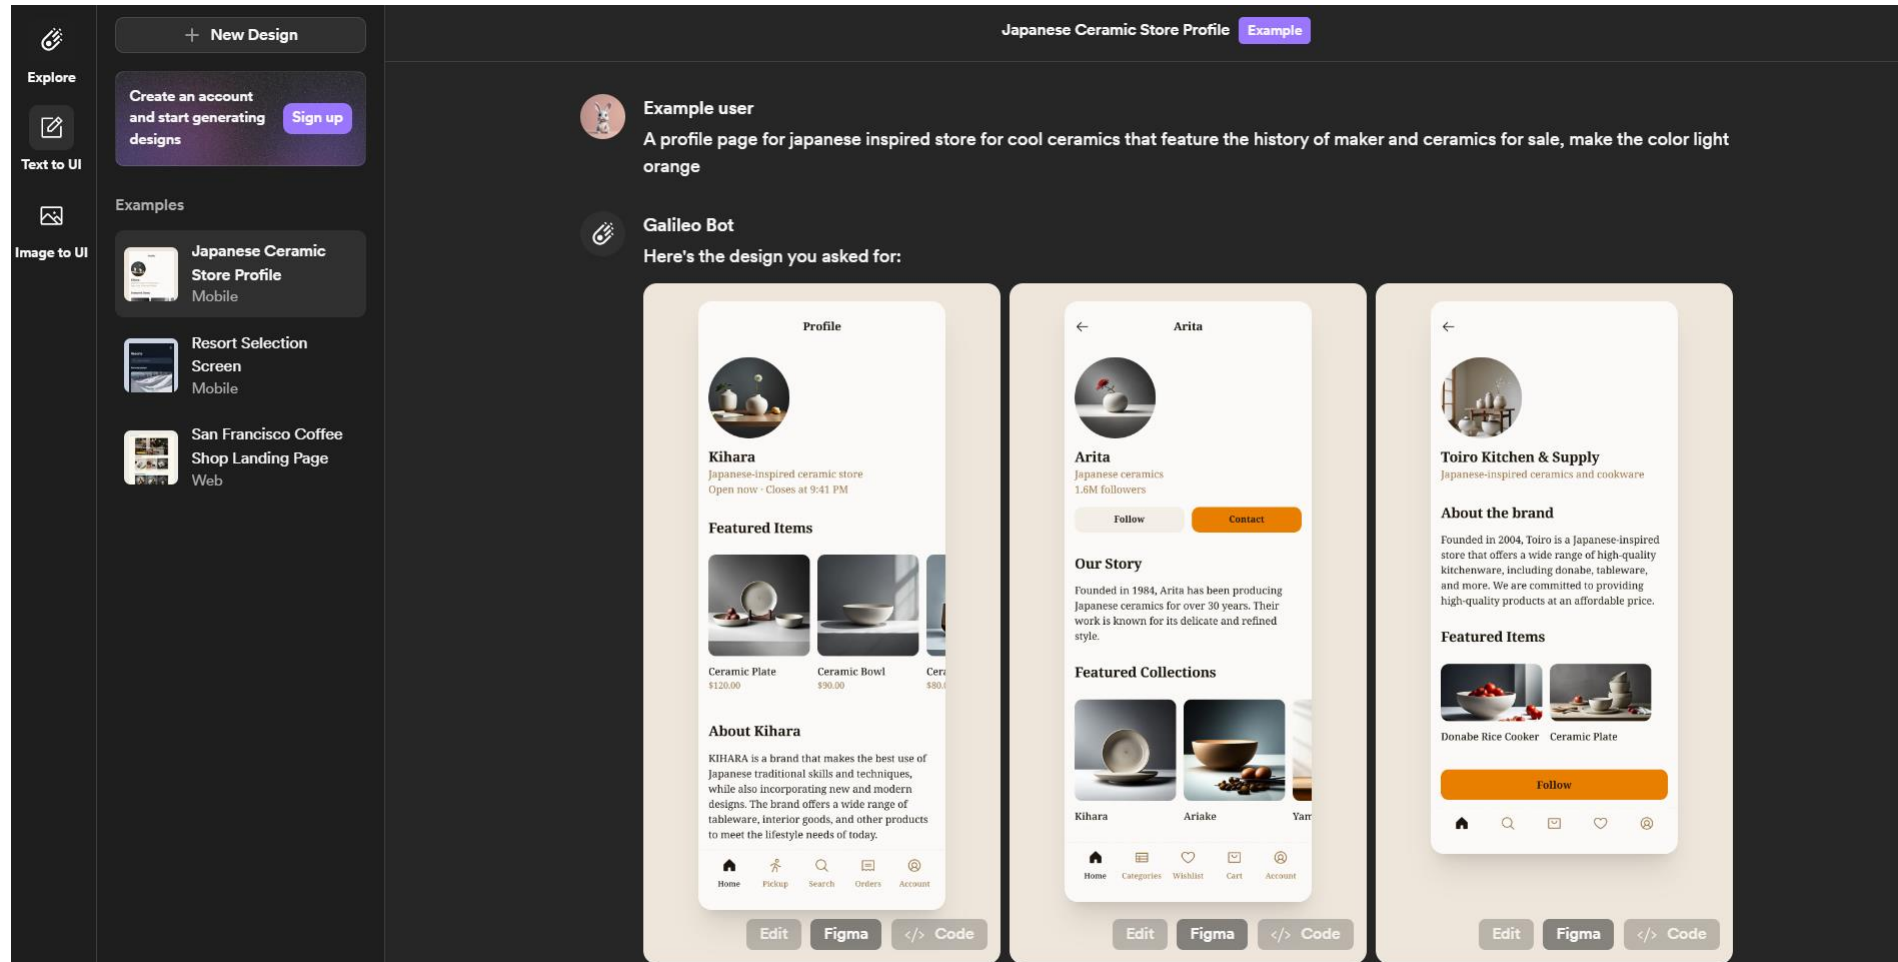 Explore
Text to UI
Image to UI
+ New Design
Create an account
and start generating
designs
Sign up
Examples
Japanese Ceramic
Store Profile
Mobile
Resort Selection
Screen
Mobile
San Francisco Coffee
Shop Landing Page
Web
Japanese Ceramic Store Profile Example
Example user
A profile page for japanese inspired store for cool ceramics that feature the history of maker and ceramics for sale, make the color light
orange
Galileo Bot
Here's the design you asked for:
Profile
Kihara
Japanese-inspired ceramic store
Open now · Closes at 9:41 PM
Featured Items
Ceramic Plate Ceramic Bowl Cera
$120.00 $90.00 $80.0
About Kihara
KIHARA is a brand that makes the best use of
Japanese traditional skills and techniques,
while also incorporating new and modern
designs. The brand offers a wide range of
tableware, interior goods, and other products
to meet the lifestyle needs of today.
Home Pickup Search Orders Account
Edit Figma </> Code
Arita
Arita
Japanese ceramics
1.6M followers
Follow Contact
Our Story
Founded in 1984, Arita has been producing
Japanese ceramics for over 30 years. Their
work is known for its delicate and refined
style.
Featured Collections
Kihara Ariake Yam
Home Categories Wishlist Cart Account
Edit Figma </> Code
Toiro Kitchen & Supply
Japanese-inspired ceramics and cookware
About the brand
Founded in 2004, Toiro is a Japanese-inspired
store that offers a wide range of high-quality
kitchenware, including donabe, tableware,
and more. We are committed to providing
high-quality products at an affordable price.
Featured Items
Donabe Rice Cooker Ceramic Plate
Follow
Edit Figma </> Code